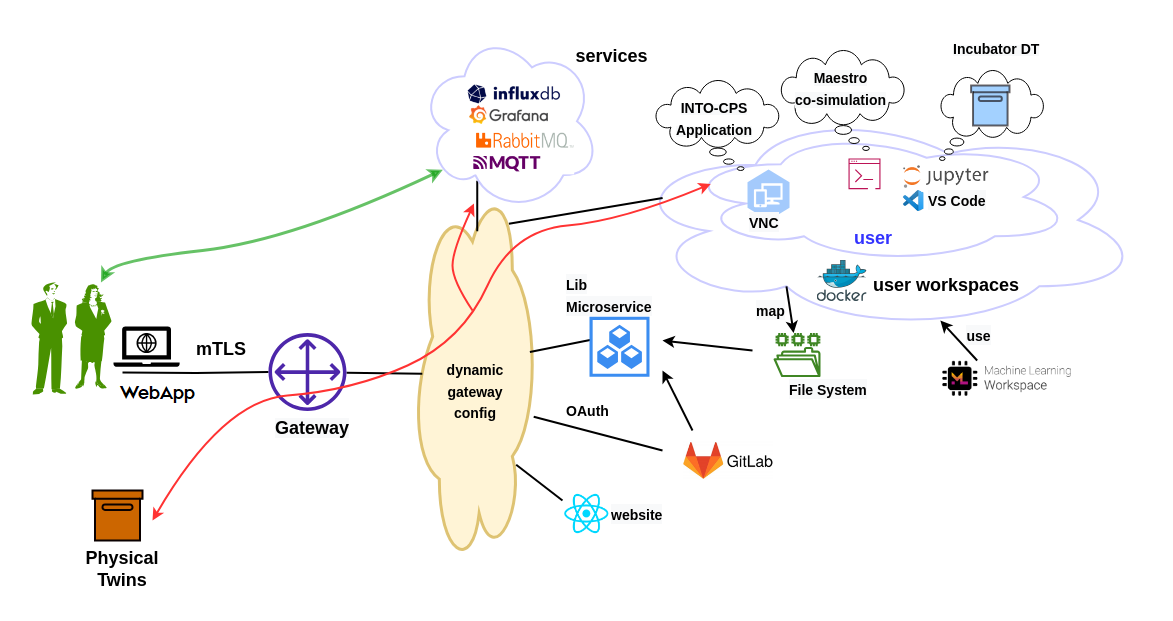 services
influxdb
Grafana
RabbitMQ
MQTT
INTO-CPS
Application
Maestro
co-simulation
Incubator DT
VNC
jupyter
VS Code
user
docker
user workspaces
map
use
Machine Learning
Workspace
File System
Lib
Microservice
mTLS
WebApp
Gateway
dynamic
gateway
config
OAuth
GitLab
website
Physical
Twins